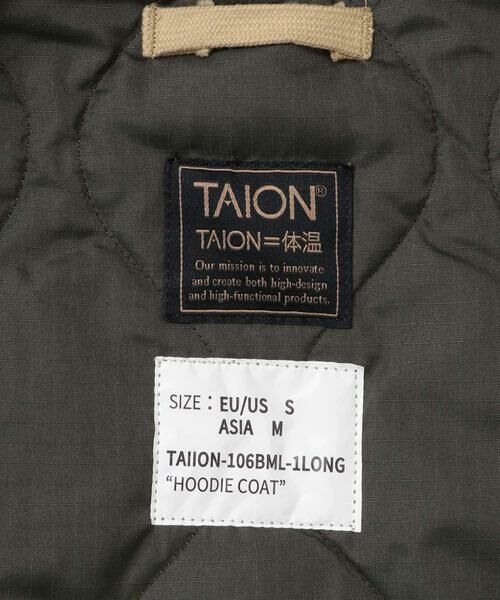 TAION®
TAION=体温
Our mission is to innovate
and create both high-design
and high-functional products.
SIZE : EU/US S
ASIA M
TAIION-106BML-1LONG
“HOODIE COAT”